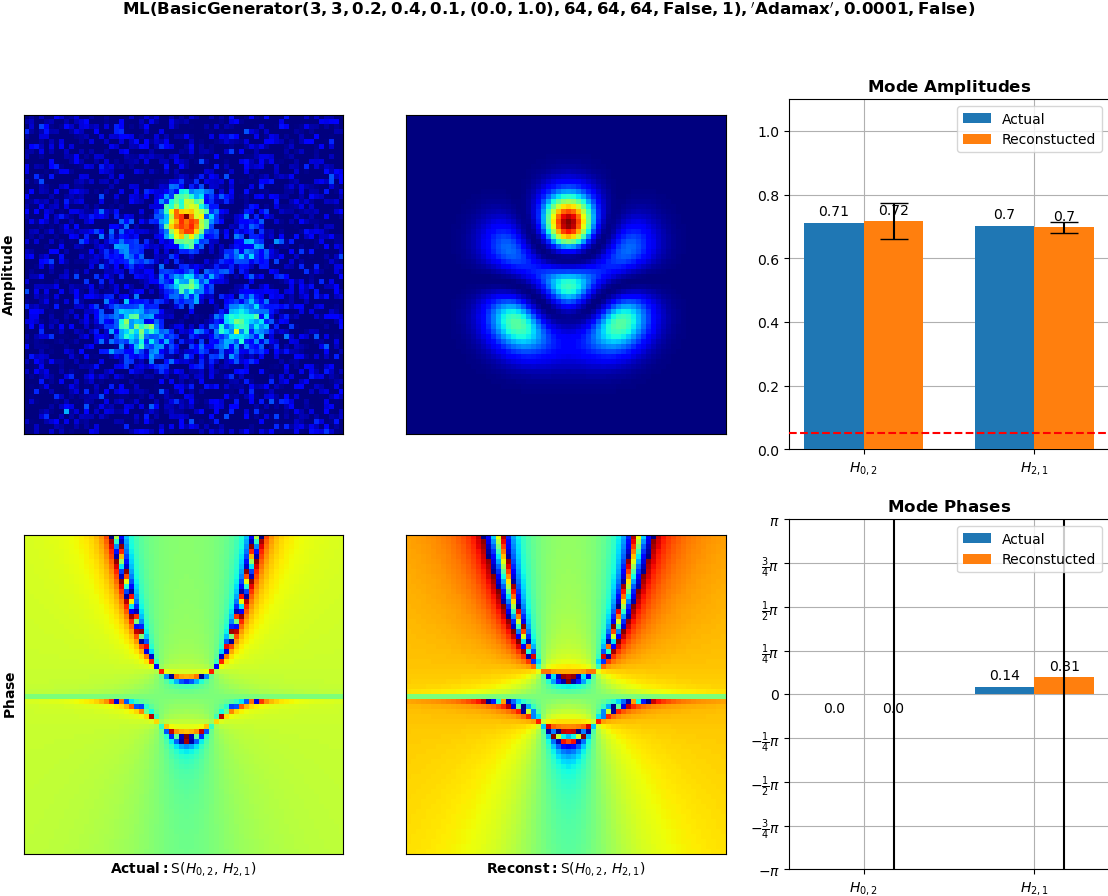 ML(BasicGenerator(3, 3, 0.2, 0.4, 0.1, (0.0, 1.0), 64, 64, 64, False, 1), 'Adamax', 0.0001, False)
Amplitude
Mode Amplitudes
Actual
Reconstucted
1.0
0.8
0.6
0.4
0.2
0.0
0.71
0.72
0.7
0.7
H0, 2
H2, 1
Phase
Actual: S(H0, 2, H2, 1)
Reconst: S(H0, 2, H2, 1)
Mode Phases
Actual
Reconstucted
π
3/4π
1/2π
1/4π
0
−1/4π
−1/2π
−3/4π
−π
0.0
0.0
0.14
0.31
H0, 2
H2, 1